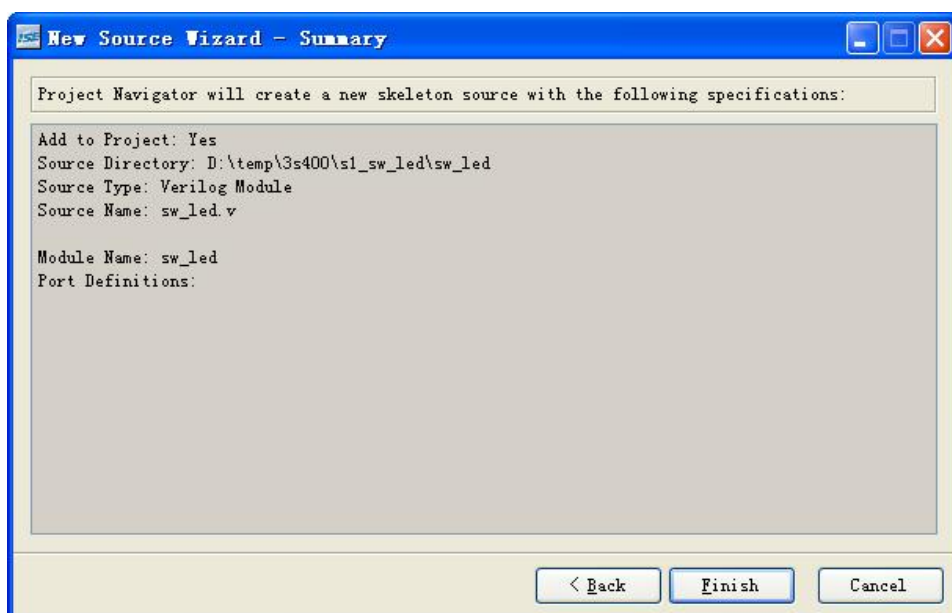 ISE New Source Wizard - Summary
Project Navigator will create a new skeleton source with the following specifications:
Add to Project: Yes
Source Directory: D:\temp\3s400\s1_sw_led\sw_led
Source Type: Verilog Module
Source Name: sw_led.v
Module Name: sw_led
Port Definitions:
< Back Finish Cancel